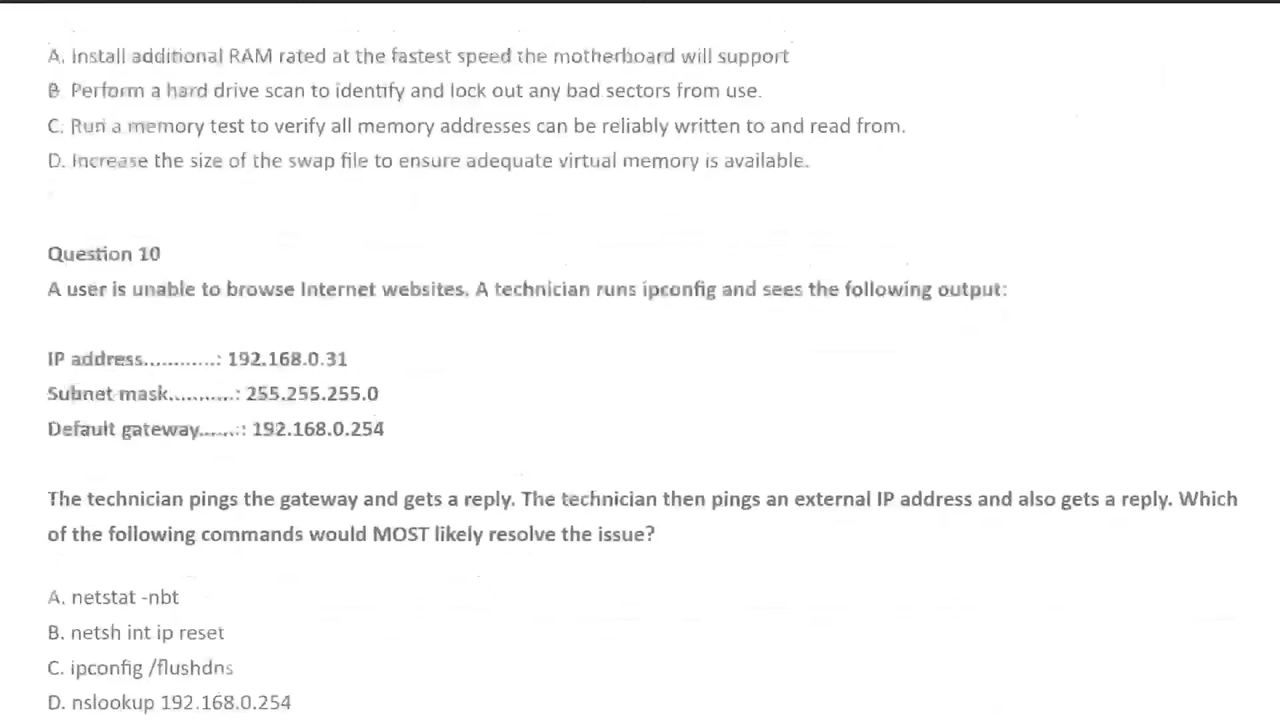 A. Install additional RAM rated at the fastest speed the motherboard will support
B  Perform a hard drive scan to identify and lock out any bad sectors from use.
C. Run a memory test to verify all memory addresses can be reliably written to and read from.
D. Increase the size of the swap file to ensure adequate virtual memory is available.
Question 10
A user is unable to browse Internet websites. A technician runs ipconfig and sees the following output:
IP address............: 192.168.0.31
Subnet mask...........: 255.255.255.0
Default gateway.......: 192.168.0.254
The technician pings the gateway and gets a reply. The technician then pings an external IP address and also gets a reply. Which
of the following commands would MOST likely resolve the issue?
A. netstat -nbt
B. netsh int ip reset
C. ipconfig /flushdns
D. nslookup 192.168.0.254